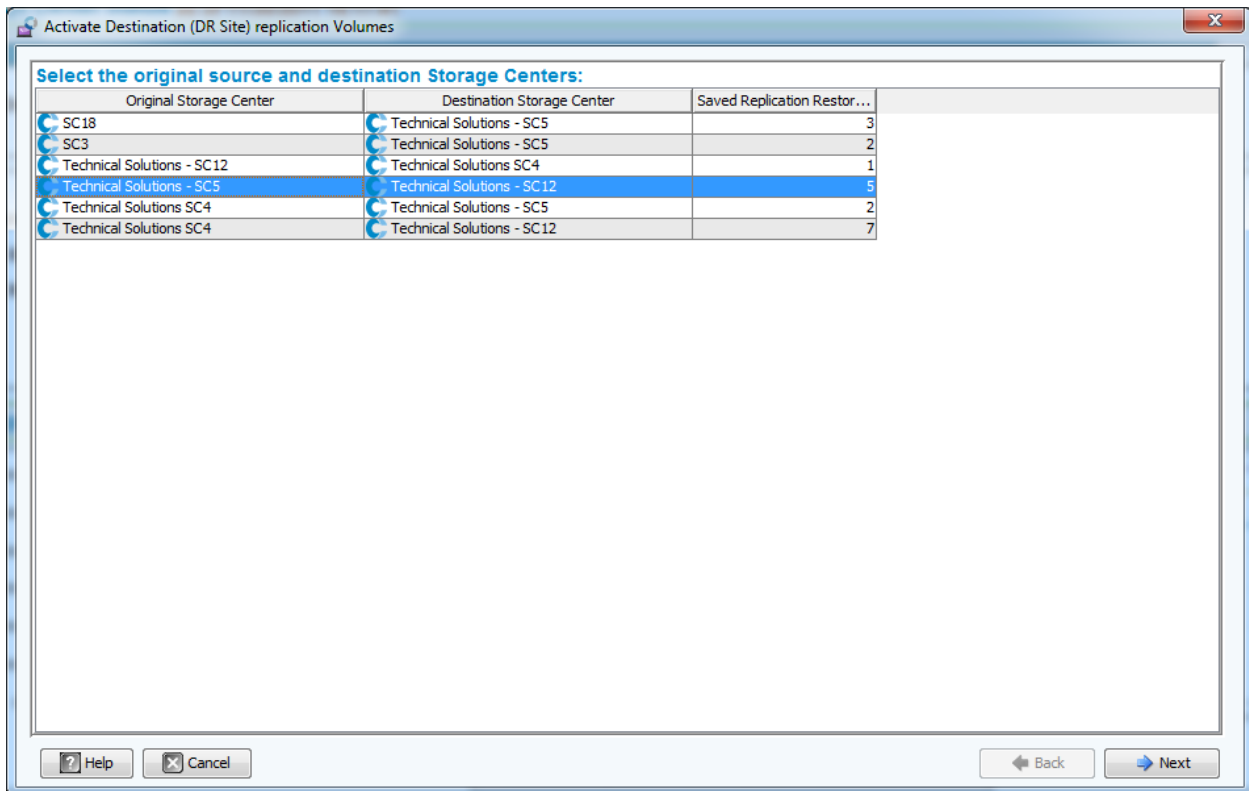 Activate Destination (DR Site) replication Volumes
Select the original source and destination Storage Centers:
Original Storage Center Destination Storage Center Saved Replication Restor...
SC18 Technical Solutions - SC5 3
SC3 Technical Solutions - SC5 2
Technical Solutions - SC12 Technical Solutions SC4 1
Technical Solutions - SC5 Technical Solutions - SC12 5
Technical Solutions SC4 Technical Solutions - SC5 2
Technical Solutions SC4 Technical Solutions - SC12 7
Help Cancel Back Next